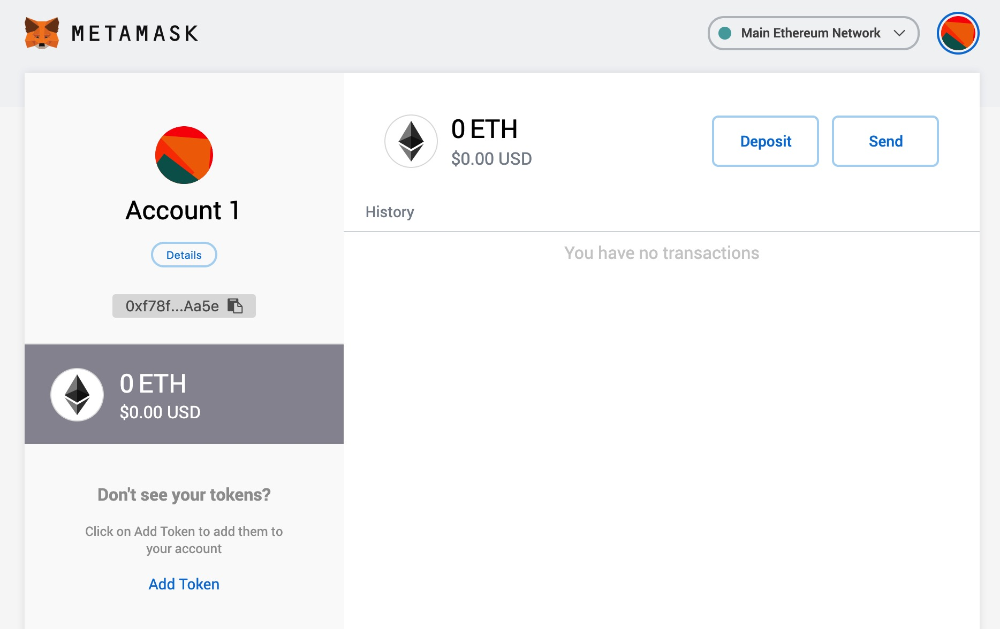 METAMASK
Main Ethereum Network
Account 1
Details
0xf78f...Aa5e
0 ETH
$0.00 USD
Don't see your tokens?
Click on Add Token to add them to
your account
Add Token
0 ETH
$0.00 USD
Deposit
Send
History
You have no transactions